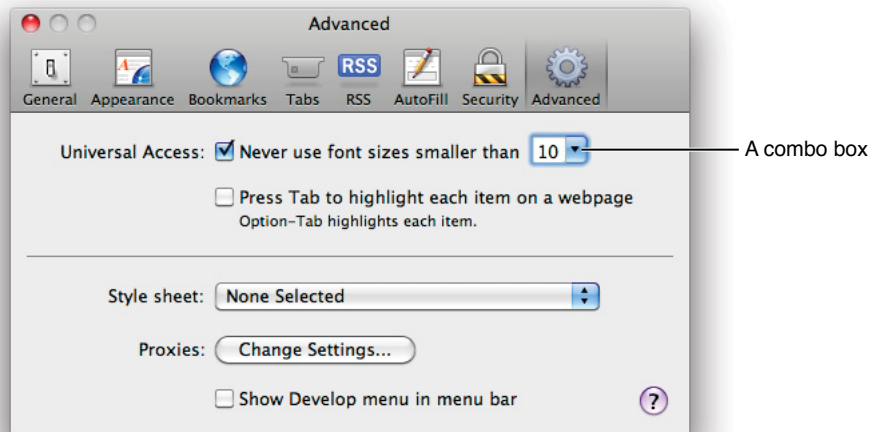 Advanced
General Appearance Bookmarks Tabs RSS RSS AutoFill Security Advanced
Universal Access: Never use font sizes smaller than 10 A combo box
Press Tab to highlight each item on a webpage
Option-Tab highlights each item.
Style sheet: None Selected
Proxies: Change Settings...
Show Develop menu in menu bar ?